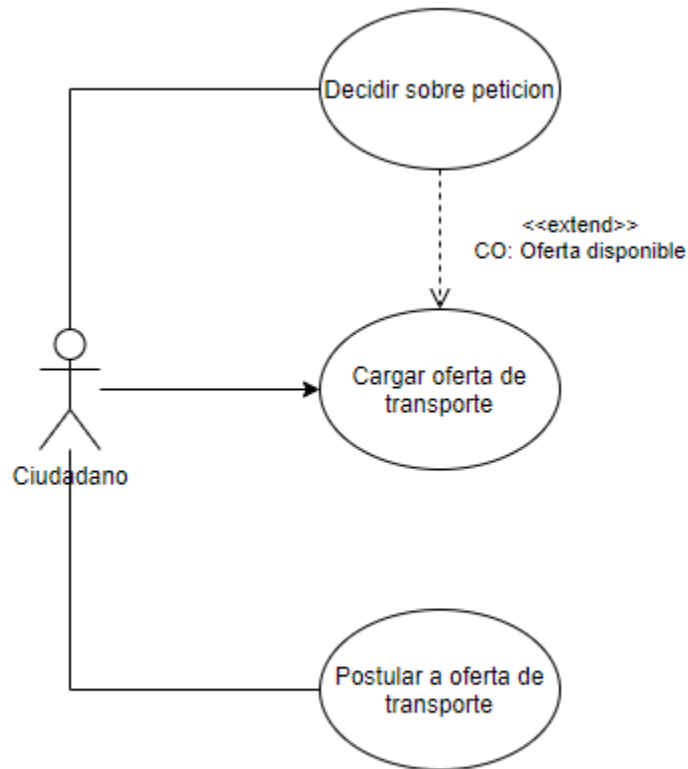 Decidir sobre peticion
<<extend>>
CO: Oferta disponible
Cargar oferta de
transporte
Ciudadano
Postular a oferta de
transporte